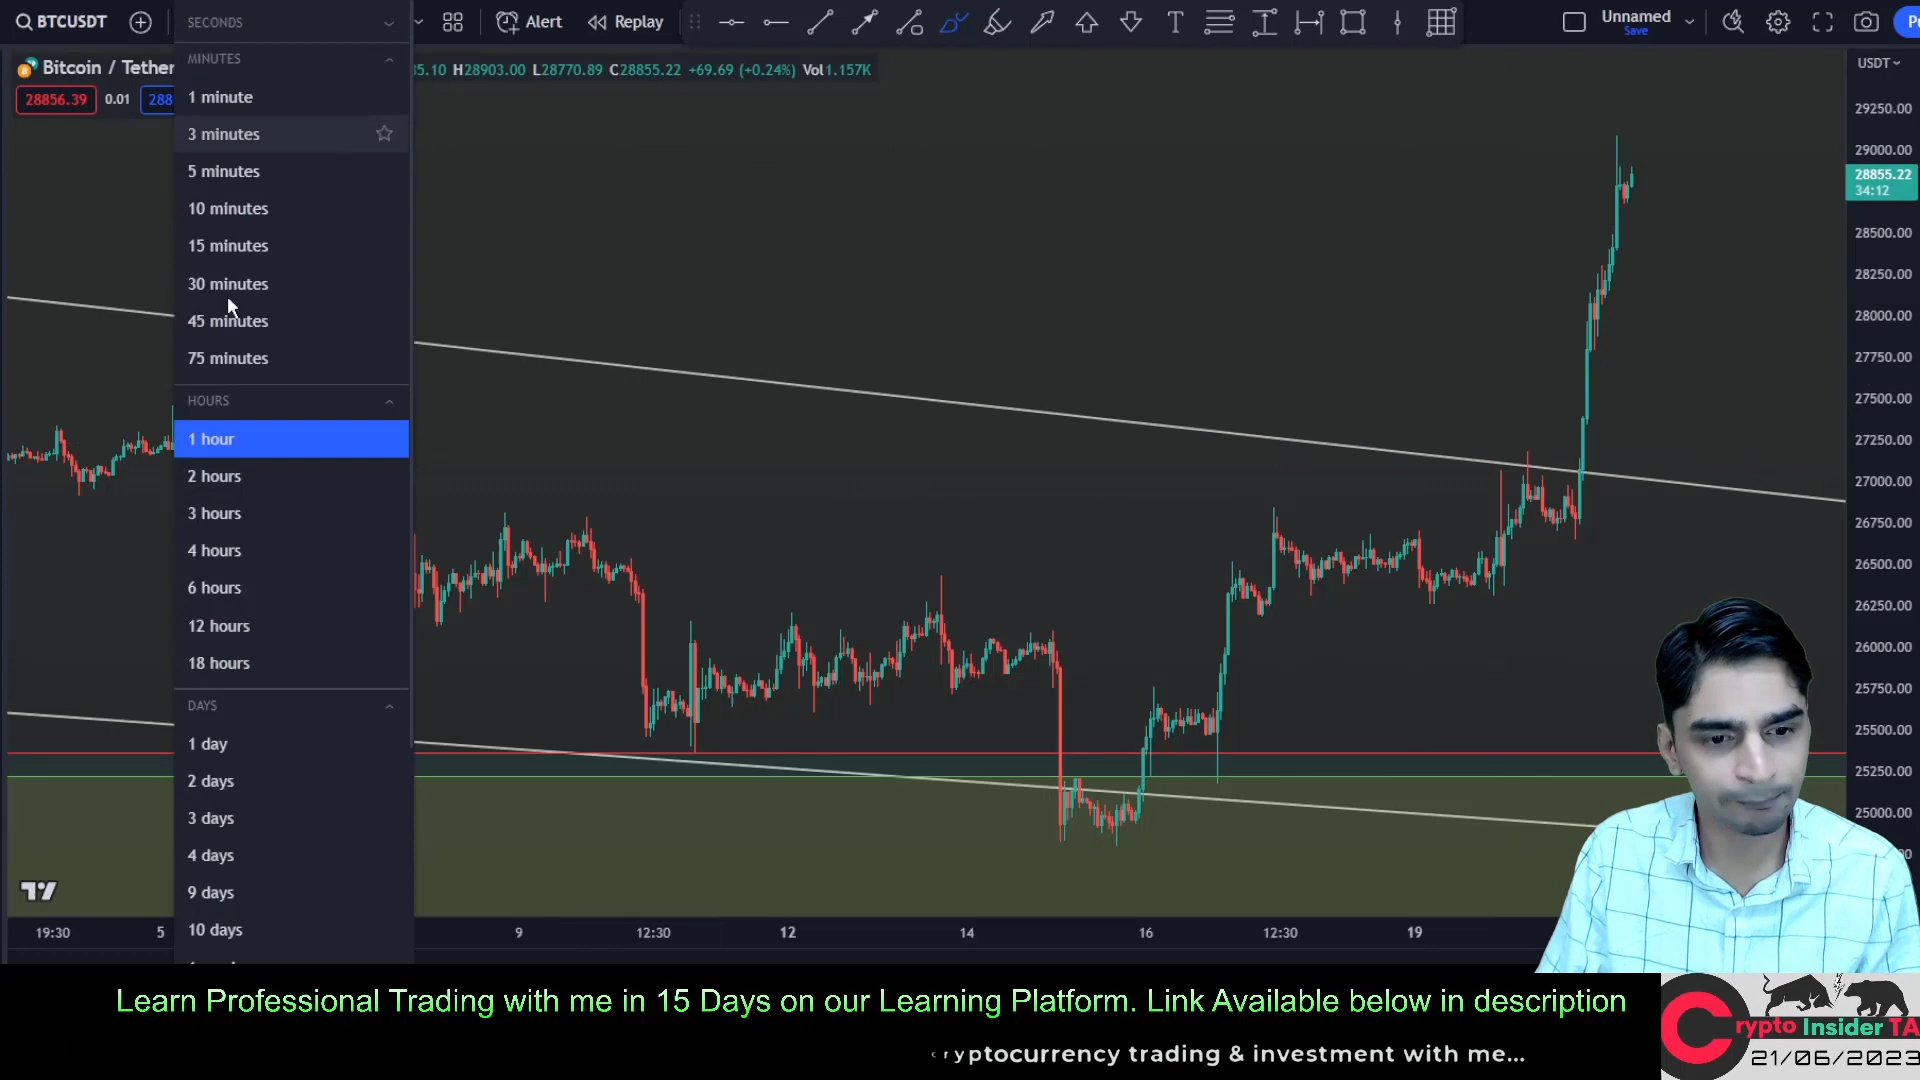 BTCUSDT
SECONDS
Alert
Replay
Unnamed
Save
Bitcoin / Tether
H28903.00 L28770.89 C28855.22 +69.69 (+0.24%) Vol1.157K
USDT
28856.39
0.01
MINUTES
1 minute
3 minutes
5 minutes
10 minutes
15 minutes
30 minutes
45 minutes
75 minutes
HOURS
1 hour
2 hours
3 hours
4 hours
6 hours
12 hours
18 hours
DAYS
1 day
2 days
3 days
4 days
9 days
10 days
29250.00
29000.00
28855.22
34:12
28500.00
28250.00
28000.00
27750.00
27500.00
27250.00
27000.00
26750.00
26500.00
26250.00
26000.00
25750.00
25500.00
25250.00
25000.00
19:30
5
9
12:30
12
14
16
12:30
19
Learn Professional Trading with me in 15 Days on our Learning Platform. Link Available below in description
cryptocurrency trading & investment with me...
Crypto Insider TA
21/06/2023